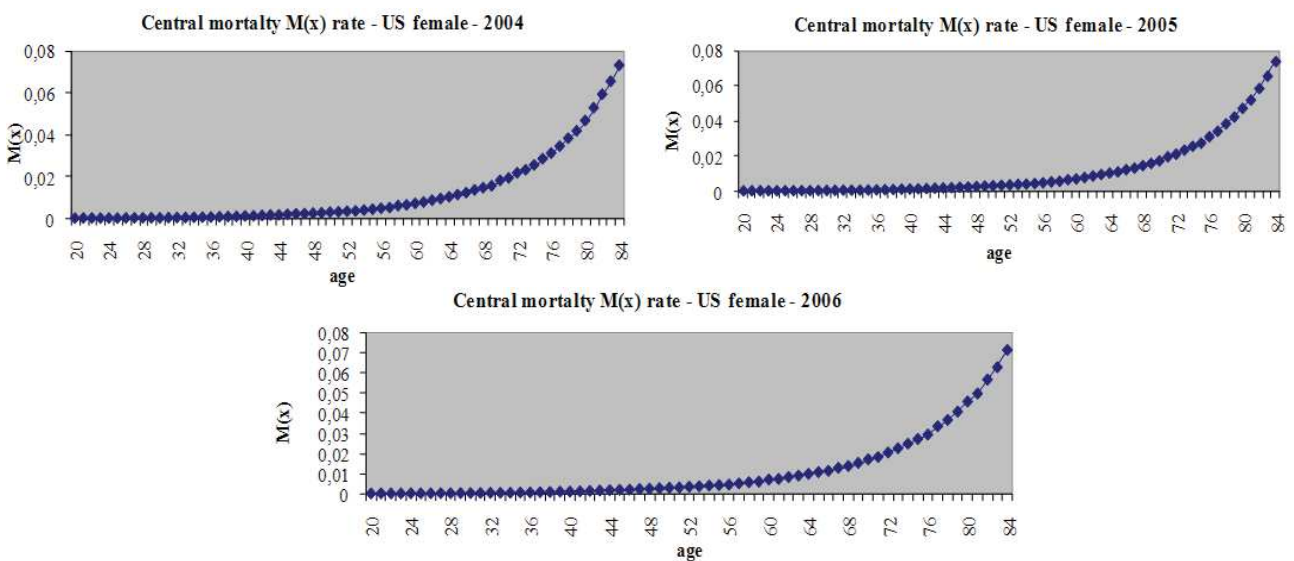 Central mortalty M(x) rate - US female - 2004
0,08
0,06
0,04
0,02
0
M(x)
20 24 28 32 36 40 44 48 52 56 60 64 68 72 76 80 84
age
Central mortalty M(x) rate - US female - 2005
0,08
0,06
0,04
0,02
0
M(x)
20 24 28 32 36 40 44 48 52 56 60 64 68 72 76 80 84
age
Central mortalty M(x) rate - US female - 2006
0,08
0,07
0,06
0,05
0,04
0,03
0,02
0,01
0
M(x)
20 24 28 32 36 40 44 48 52 56 60 64 68 72 76 80 84
age